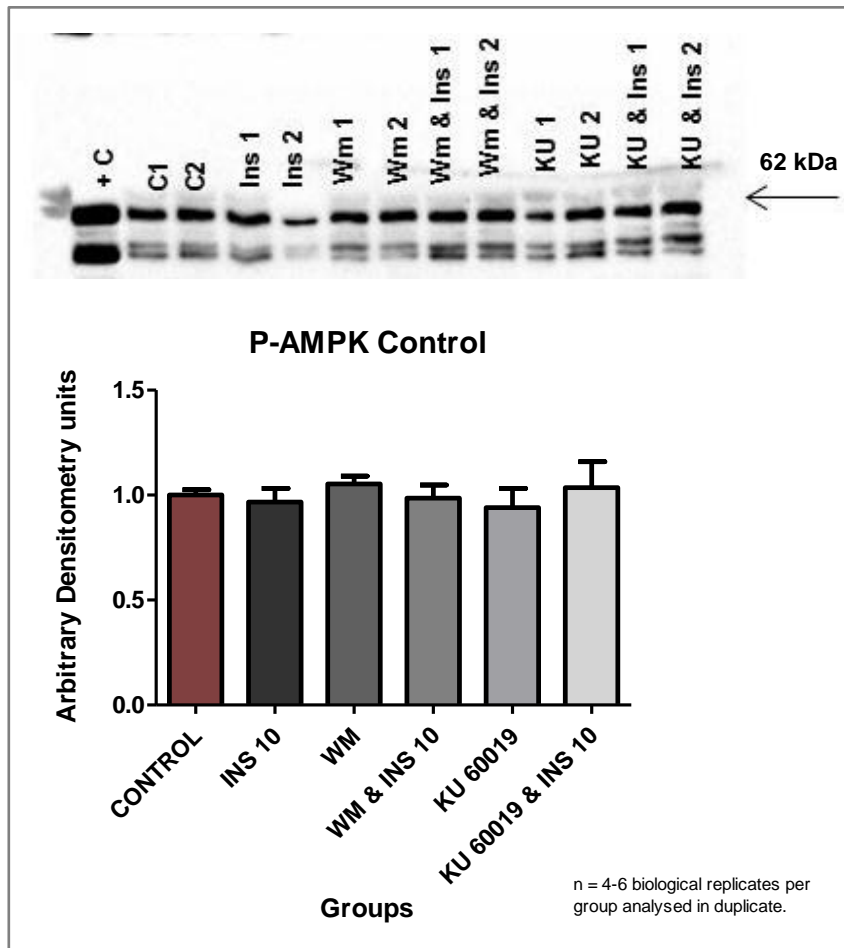 + C
C1
C2
Ins 1
Ins 2
Wm 1
Wm 2
Wm & Ins 1
Wm & Ins 2
KU 1
KU 2
KU & Ins 1
KU & Ins 2
62 kDa
P-AMPK Control
Arbitrary Densitometry units
1.5
1.0
0.5
0.0
CONTROL
INS 10
WM
WM & INS 10
KU 60019
KU 60019 & INS 10
Groups
n = 4-6 biological replicates per
group analysed in duplicate.